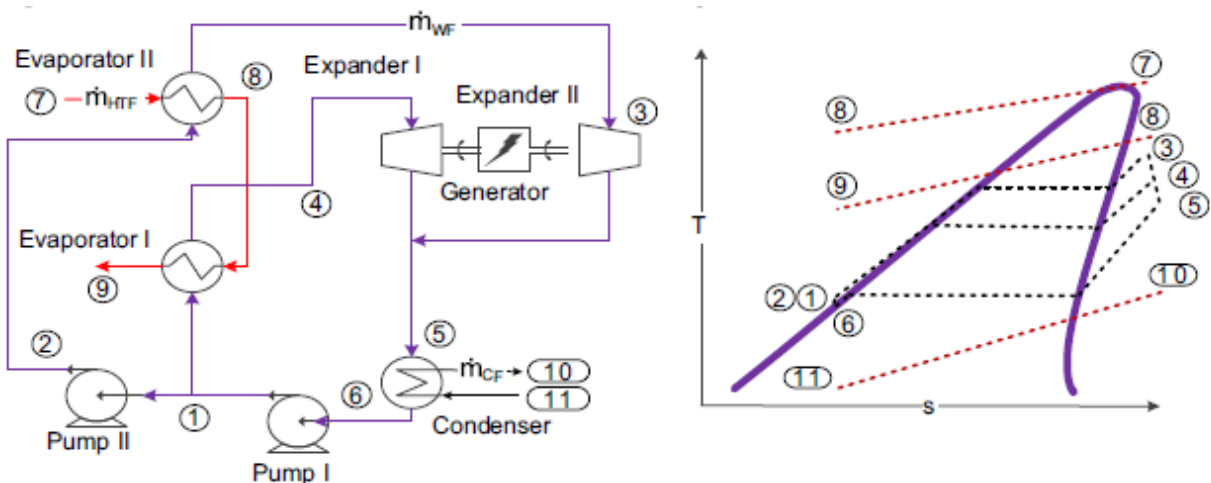 ṁWF
Evaporator II
⑧
Expander I
⑦
ṁHTF
Expander II
③
Generator
④
Evaporator I
⑨
②
⑤
ṁCF
10
⑥
11
①
Condenser
Pump II
Pump I
⑦
⑧
⑧
③
⑨
④
⑤
T
10
②①
⑥
11
s